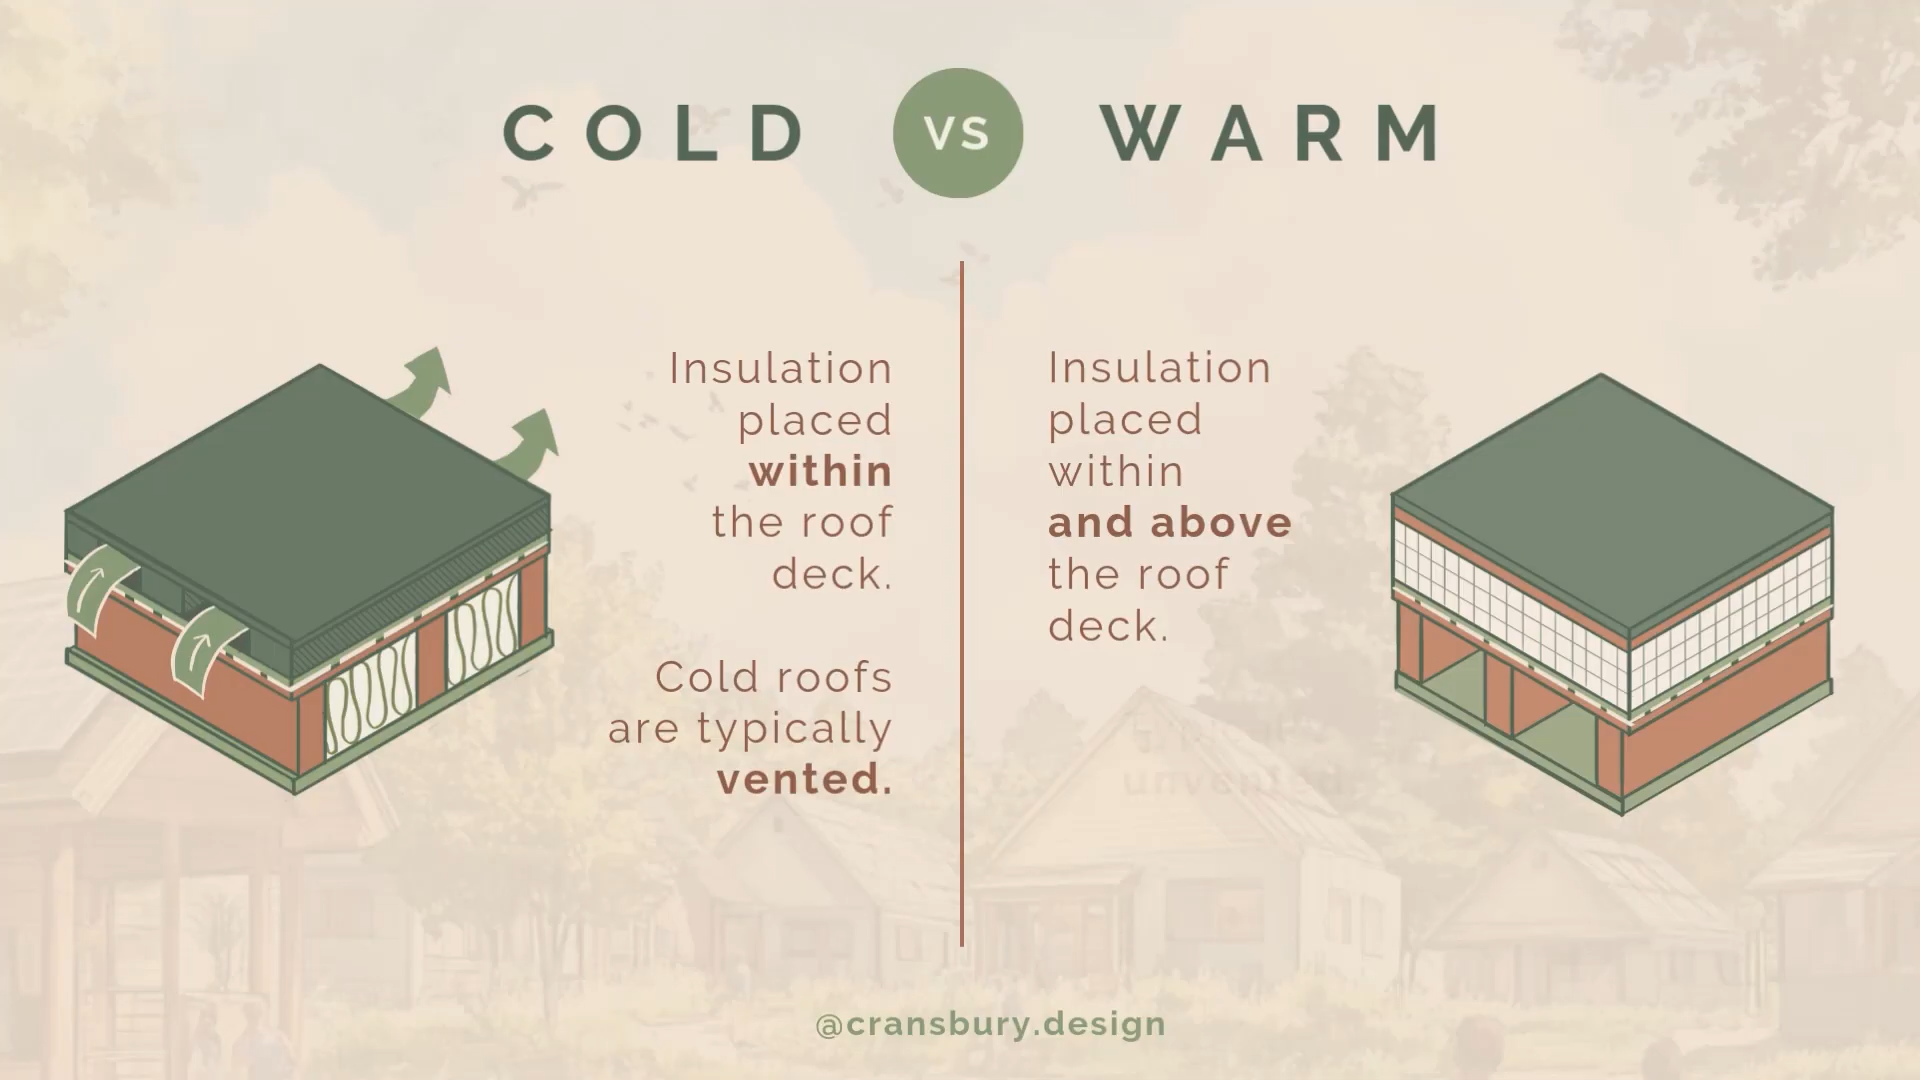 COLD VS WARM
Insulation
placed
within
the roof
deck.
Cold roofs
are typically
vented.
Insulation
placed
within
and above
the roof
deck.
unvented
@cransbury.design